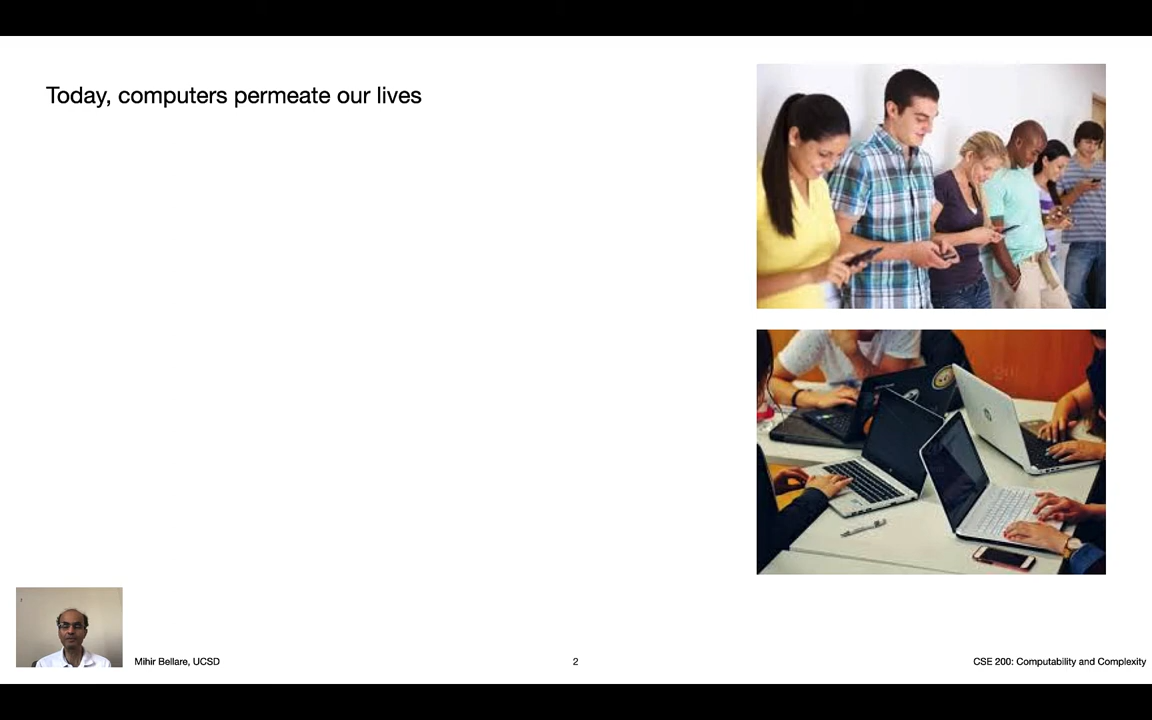 Today, computers permeate our lives
Mihir Bellare, UCSD
2
CSE 200: Computability and Complexity